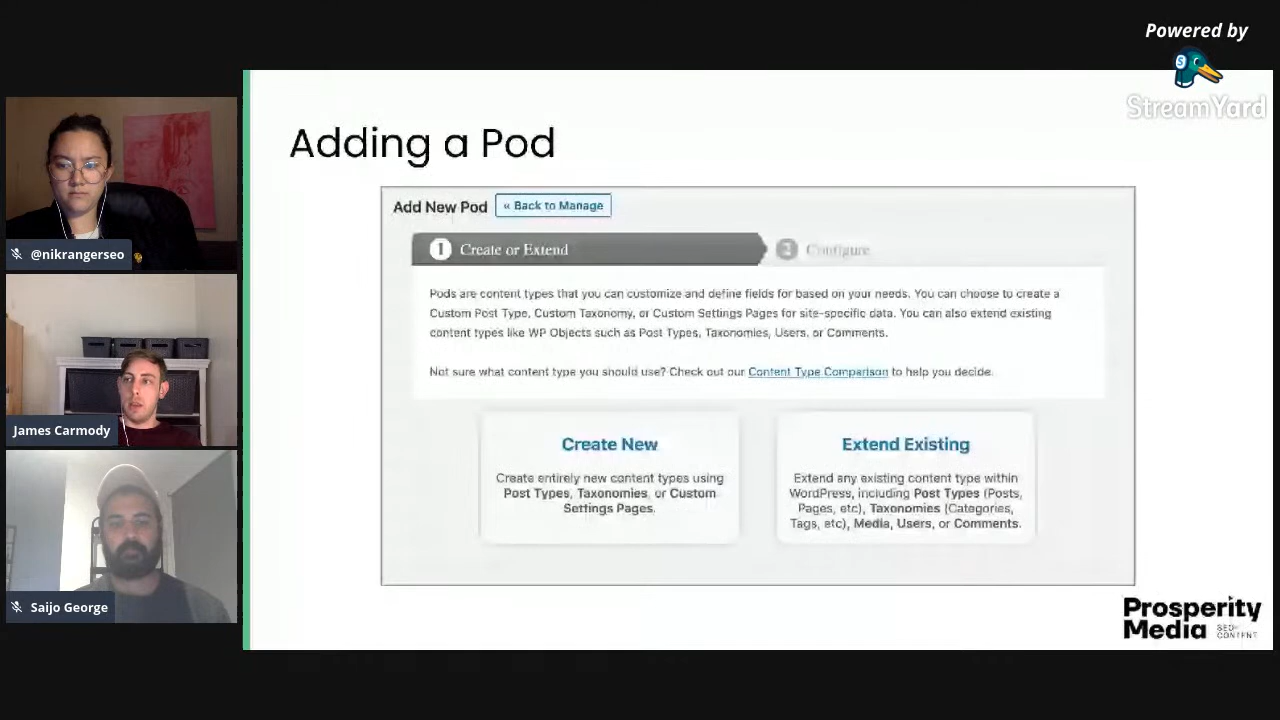 Powered by
StreamYard
@nikrangerseo
James Carmody
Saijo George
Adding a Pod
Add New Pod « Back to Manage
1 Create or Extend 2 Configure
Pods are content types that you can customize and define fields for based on your needs. You can choose to create a
Custom Post Type, Custom Taxonomy, or Custom Settings Pages for site-specific data. You can also extend existing
content types like WP Objects such as Post Types, Taxonomies, Users, or Comments.
Not sure what content type you should use? Check out our Content Type Comparison to help you decide.
Create New
Create entirely new content types using
Post Types, Taxonomies, or Custom
Settings Pages.
Extend Existing
Extend any existing content type within
WordPress, including Post Types (Posts,
Pages, etc), Taxonomies (Categories,
Tags, etc), Media, Users, or Comments.
Prosperity
Media SEO+
CONTENT